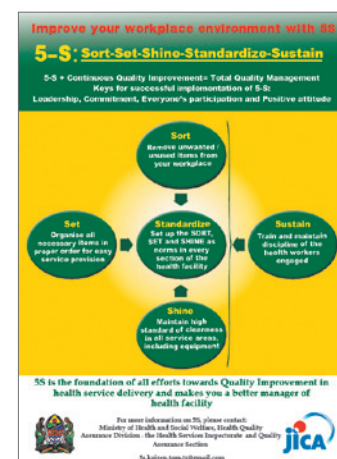 Improve your workplace environment with 5S
5-S: Sort-Set-Shine-Standardize-Sustain
5-S + Continuous Quality Improvement= Total Quality Management
Keys for successful implementation of 5-S:
Leadership, Commitment, Everyone's participation and Positive attitude
Sort
Remove unwanted /
unused items from
your workplace
Set
Organise all
necessary items in
proper order for easy
service provision
Standardize
Set up the SORT,
SET and SHINE as
norms in every
section of the
health facility
Sustain
Train and maintain
discipline of the
health workers
engaged
Shine
Maintain high
standard of cleanness
in all service areas,
including equipment
5S is the foundation of all efforts towards Quality Improvement in
health service delivery and makes you a better manager of
health facility
For more information on 5S, please contact:
Ministry of Health and Social Welfare, Health Quality
Assurance Division - the Health Services Inspectorate and Quality
Assurance Section
jica